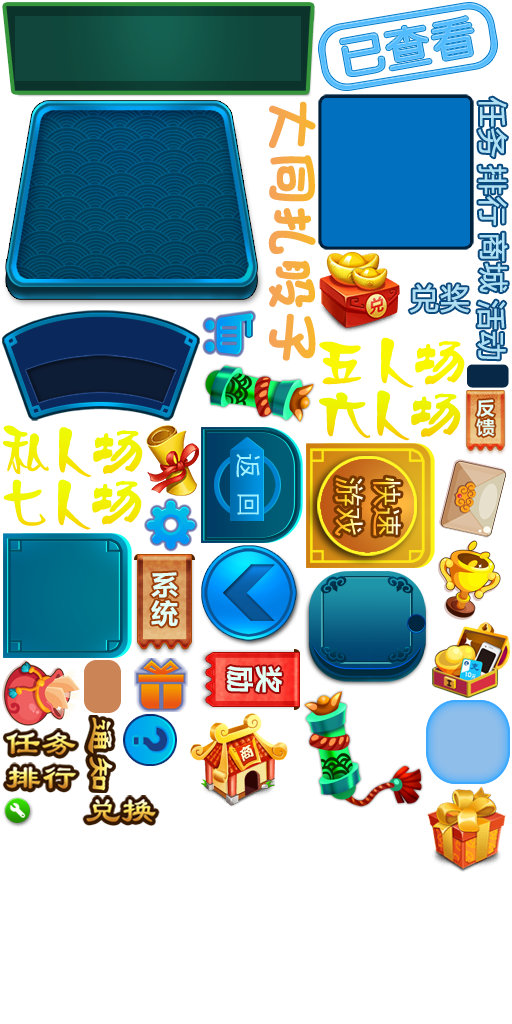 已查看
大同扎股子
任务
排行
商城
活动
兑
兑奖
五人场
六人场
反馈
私人场
七人场
返回
快速
游戏
系统
奖励
任务
排行
通知
兑换
商
?